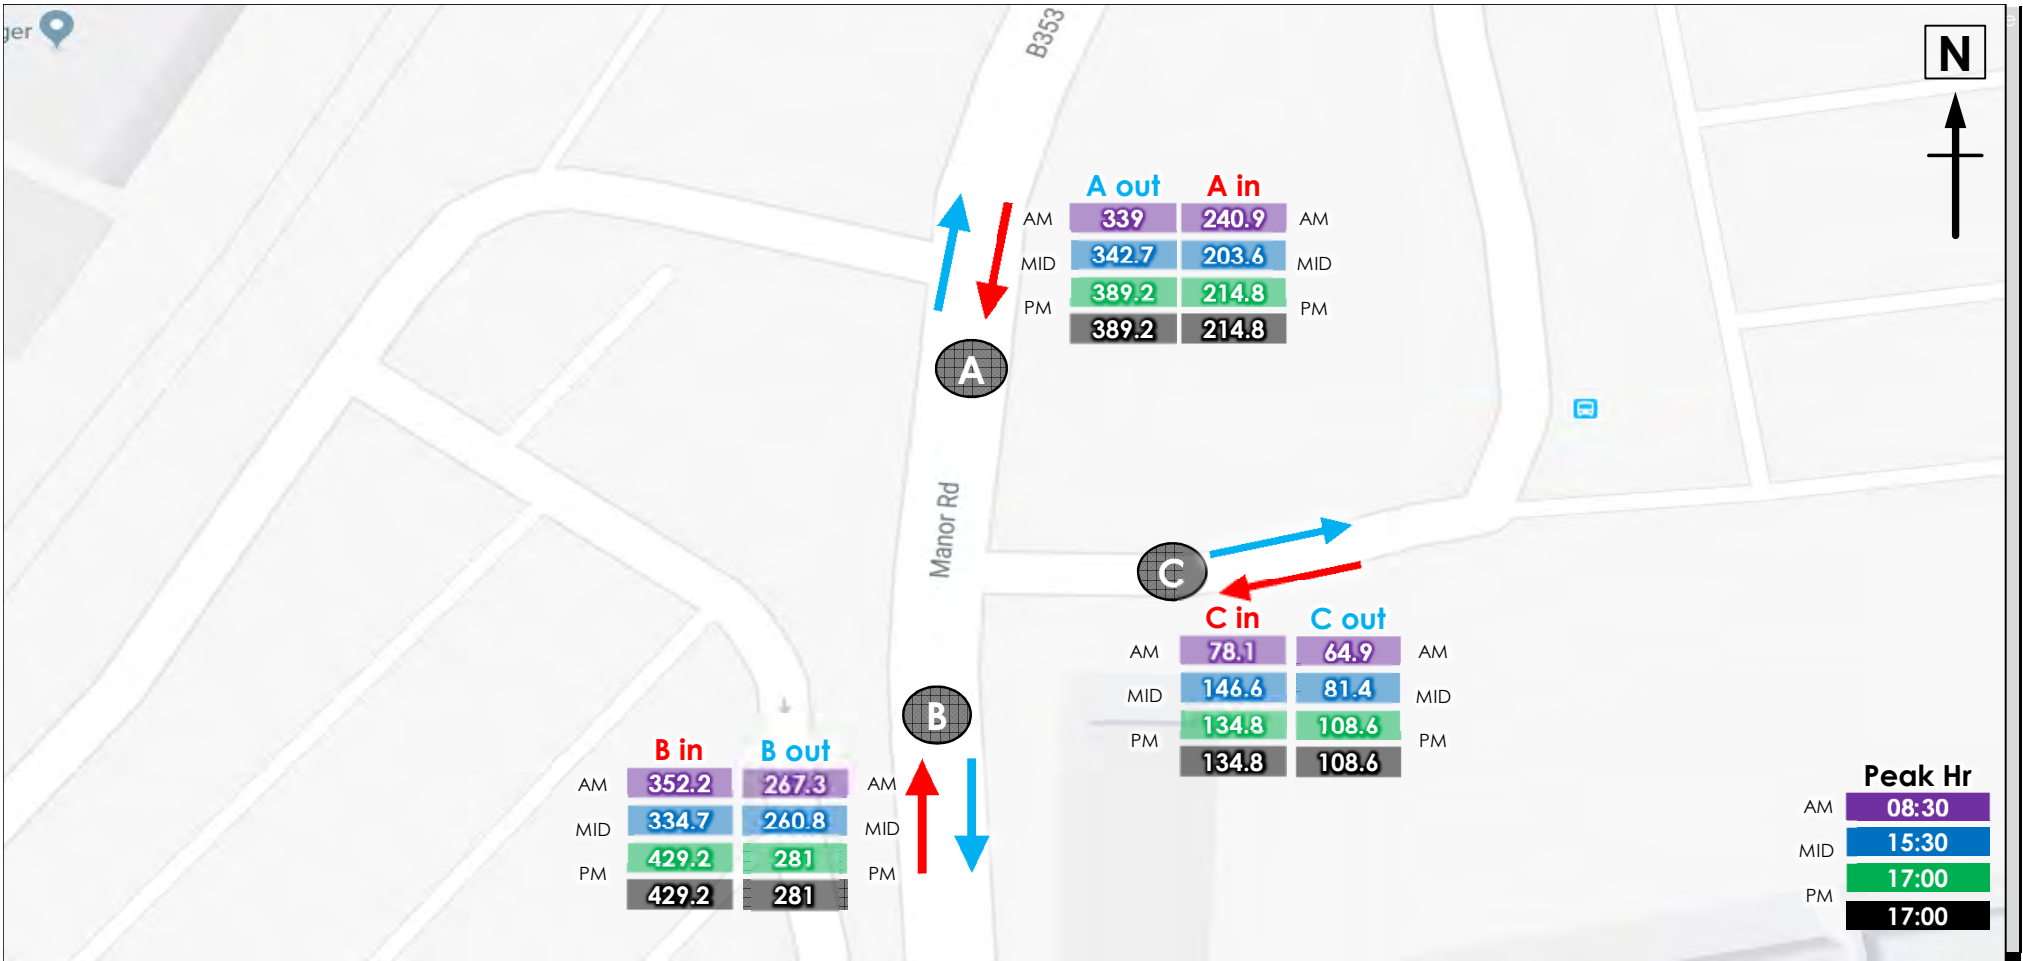 ger
B353
N
A out A in
AM 339 240.9 AM
MID 342.7 203.6 MID
PM 389.2 214.8 PM
389.2 214.8
A
Manor Rd
C
C in C out
AM 78.1 64.9 AM
MID 146.6 81.4 MID
PM 134.8 108.6 PM
134.8 108.6
B
B in B out
AM 352.2 267.3 AM
MID 334.7 260.8 MID
PM 429.2 281 PM
429.2 281
Peak Hr
AM 08:30
MID 15:30
PM 17:00
17:00